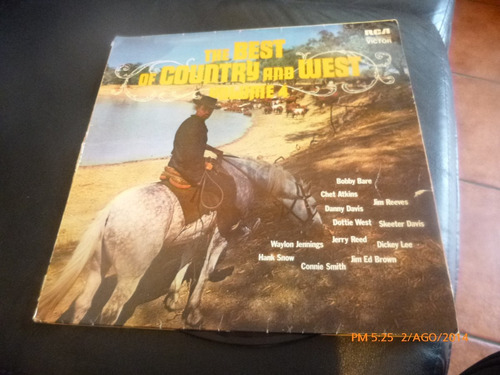 RCA
VICTOR
THE BEST
OF COUNTRY AND WEST
VOLUME 4
Bobby Bare
Chet Atkins
Jim Reeves
Danny Davis
Dottie West
Skeeter Davis
Waylon Jennings
Jerry Reed
Dickey Lee
Hank Snow
Jim Ed Brown
Connie Smith
PM 5:25 2/AGO/2014